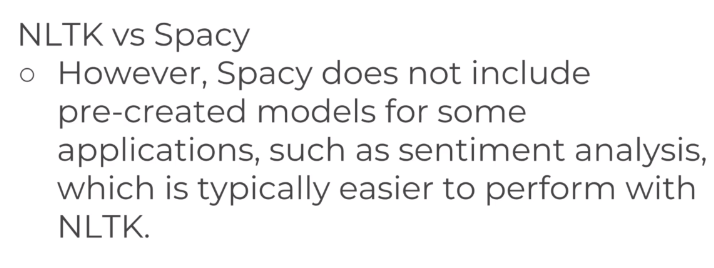 NLTK vs Spacy
○ However, Spacy does not include
pre-created models for some
applications, such as sentiment analysis,
which is typically easier to perform with
NLTK.